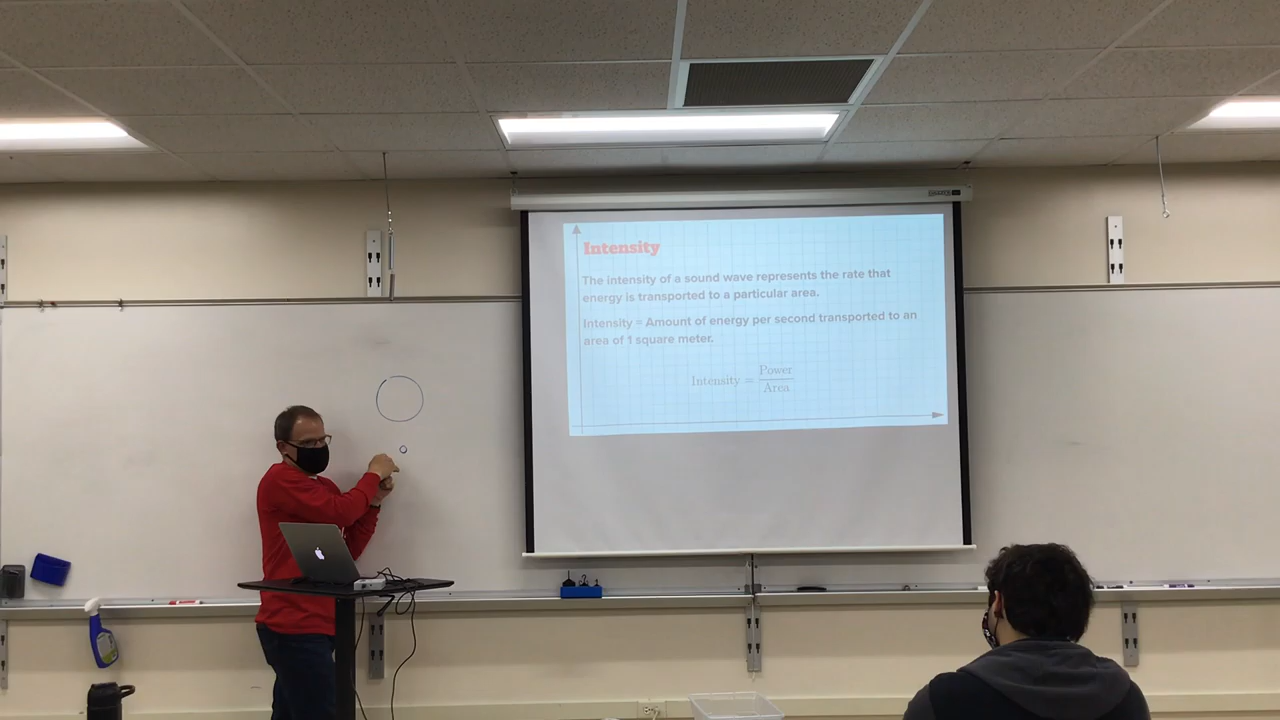 Intensity
The intensity of a sound wave represents the rate that
energy is transported to a particular area.
Intensity = Amount of energy per second transported to an
area of 1 square meter.
Intensity = Power
Area